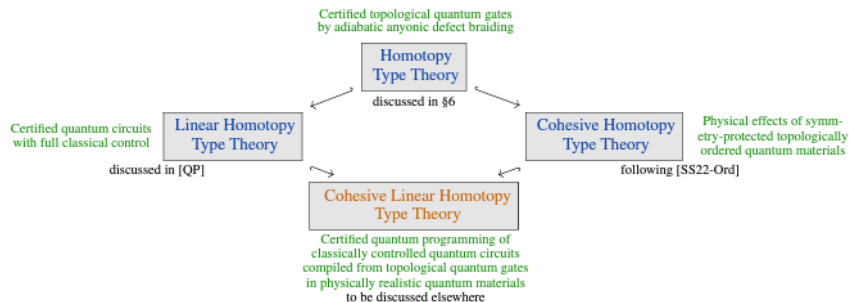 Certified topological quantum gates
by adiabatic anyonic defect braiding
Homotopy
Type Theory
discussed in §6
Certified quantum circuits
with full classical control
Linear Homotopy
Type Theory
discussed in [QP]
Cohesive Homotopy
Type Theory
following [SS22-Ord]
Physical effects of symm-
etry-protected topologically
ordered quantum materials
Cohesive Linear Homotopy
Type Theory
Certified quantum programming of
classically controlled quantum circuits
compiled from topological quantum gates
in physically realistic quantum materials
to be discussed elsewhere